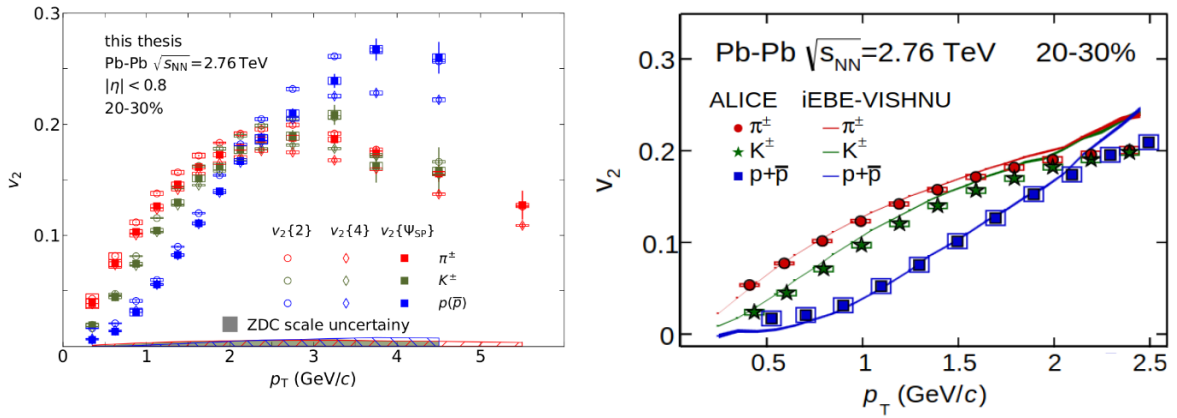 0.3
0.2
0.1
v₂
this thesis
Pb-Pb √sNN = 2.76 TeV
|η| < 0.8
20-30%
v₂{2} v₂{4} v₂{ΨSP}
π±
K±
p(p̅)
ZDC scale uncertainy
0 1 2 3 4 5 6
pT (GeV/c)
0.3
0.2
0.1
0
v₂
Pb-Pb √sNN=2.76 TeV 20-30%
ALICE iEBE-VISHNU
π± π±
K± K±
p+p̅ p+p̅
0.5 1 1.5 2 2.5
pT (GeV/c)